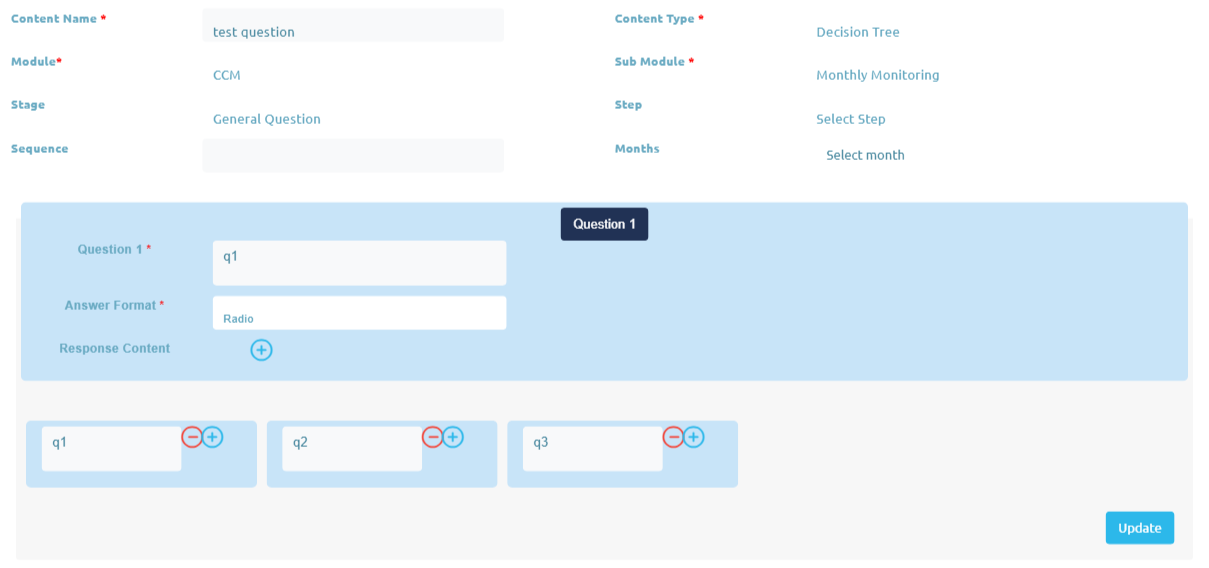 Content Name *
test question
Content Type *
Decision Tree
Module*
CCM
Sub Module *
Monthly Monitoring
Stage
General Question
Step
Select Step
Sequence
Months
Select month
Question 1
Question 1 *
q1
Answer Format *
Radio
Response Content
q1
q2
q3
Update